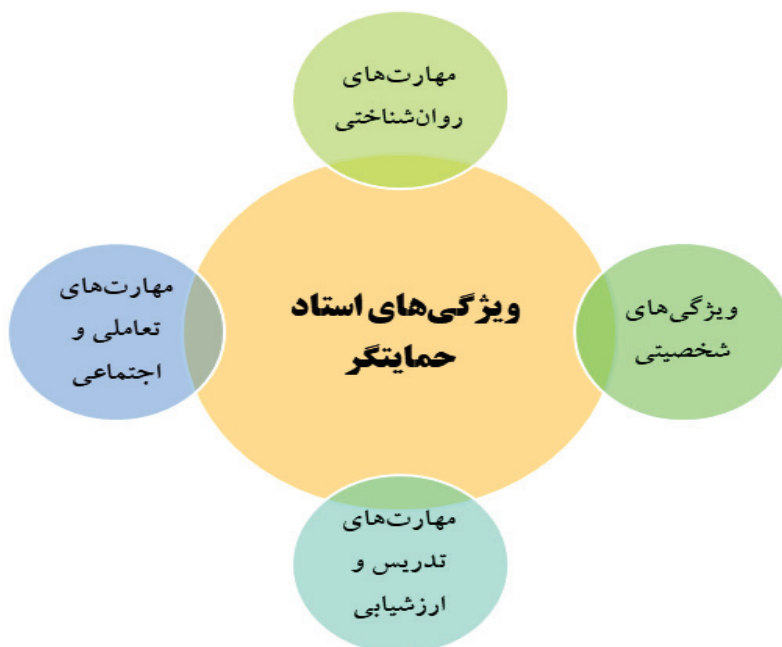 مهارت‌های
روان‌شناختی
ویژگی‌های
شخصیتی
ویژگی‌های استاد
حمایتگر
مهارت‌های
تعاملی و
اجتماعی
مهارت‌های
تدریس و
ارزشیابی